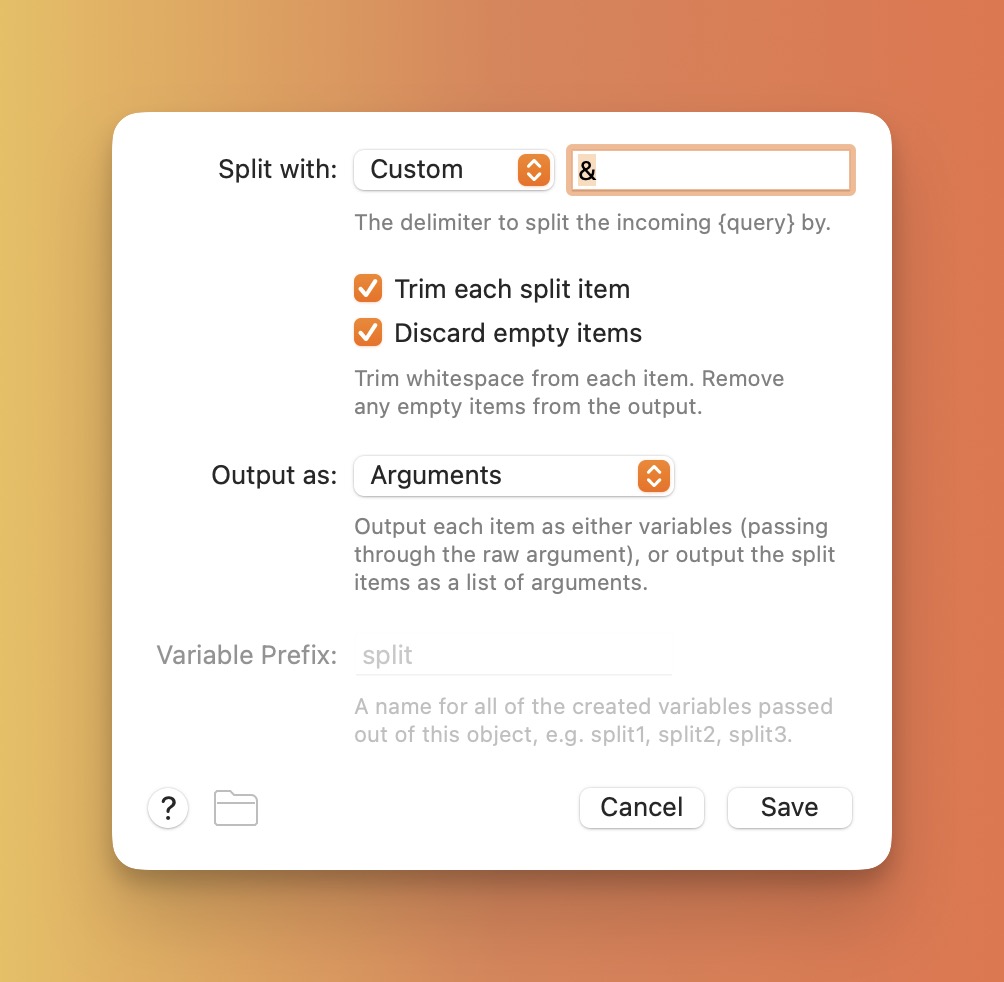 Split with: Custom &
The delimiter to split the incoming {query} by.
Trim each split item
Discard empty items
Trim whitespace from each item. Remove
any empty items from the output.
Output as: Arguments
Output each item as either variables (passing
through the raw argument), or output the split
items as a list of arguments.
Variable Prefix: split
A name for all of the created variables passed
out of this object, e.g. split1, split2, split3.
? Cancel Save